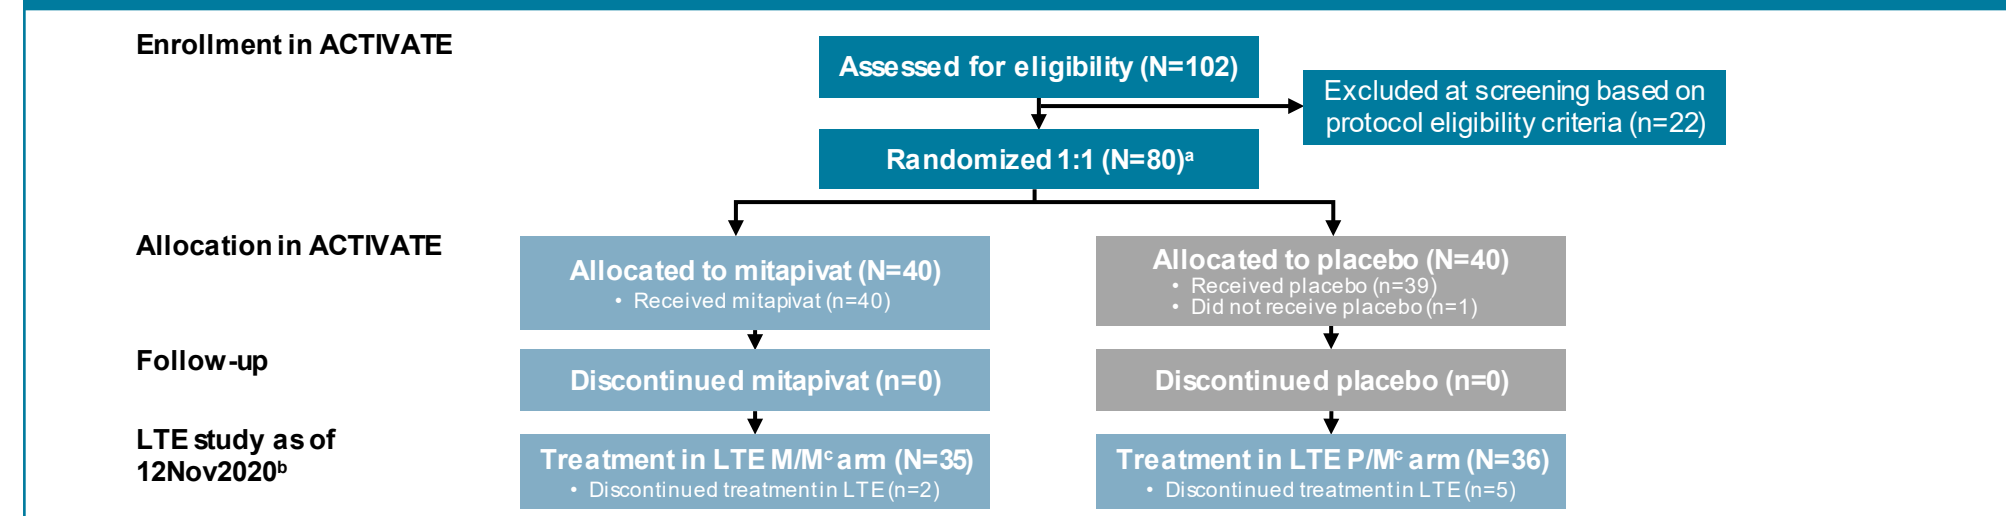 Enrollment in ACTIVATE
Assessed for eligibility (N=102)
Excluded at screening based on
protocol eligibility criteria (n=22)
Randomized 1:1 (N=80)ᵃ
Allocation in ACTIVATE
Allocated to mitapivat (N=40)
• Received mitapivat (n=40)
Allocated to placebo (N=40)
• Received placebo (n=39)
• Did not receive placebo (n=1)
Follow-up
Discontinued mitapivat (n=0)
Discontinued placebo (n=0)
LTE study as of
12Nov2020ᵇ
Treatment in LTE M/Mᶜ arm (N=35)
• Discontinued treatment in LTE (n=2)
Treatment in LTE P/Mᶜ arm (N=36)
• Discontinued treatment in LTE (n=5)